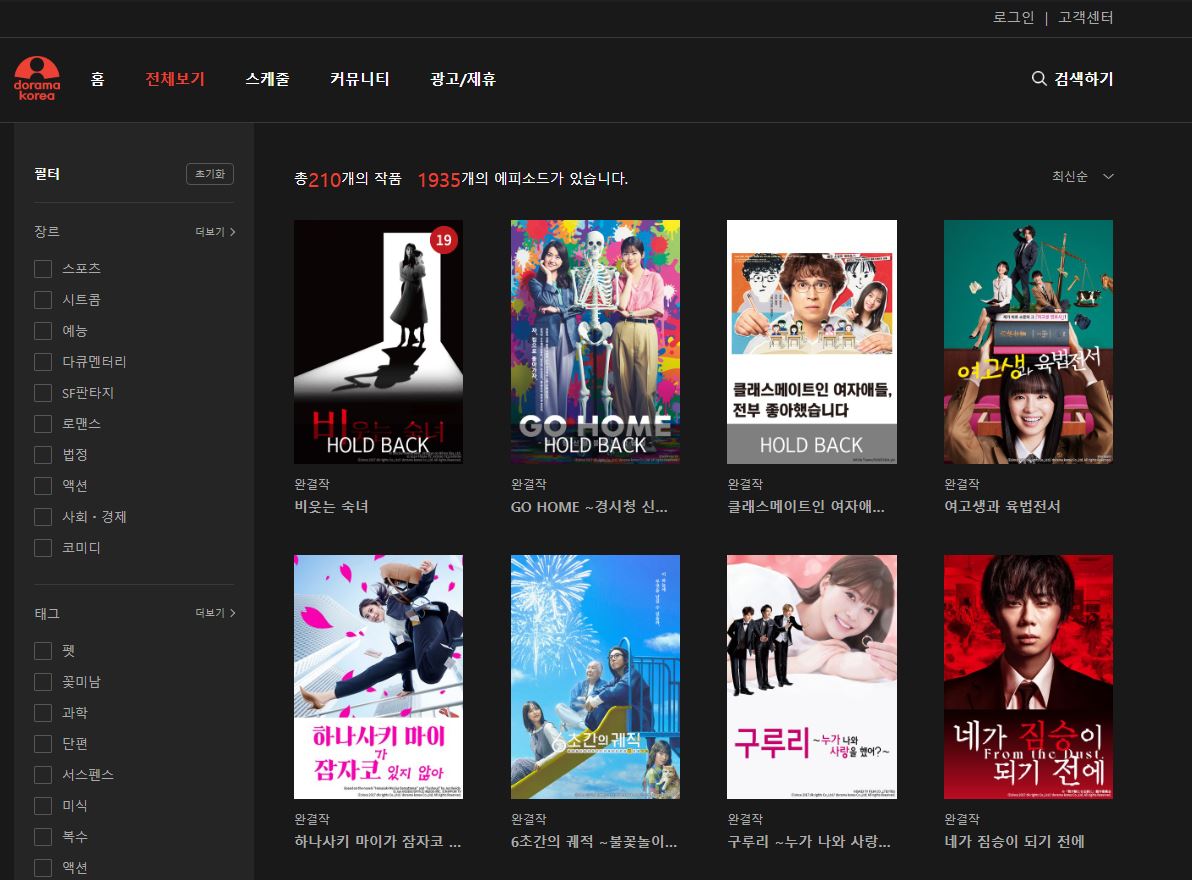 로그인 | 고객센터
dorama
korea
홈 전체보기 스케줄 커뮤니티 광고/제휴 검색하기
필터 초기화
총210개의 작품 1935개의 에피소드가 있습니다. 최신순
장르 더보기
스포츠
시트콤
예능
다큐멘터리
SF판타지
로맨스
법정
액션
사회・경제
코미디
태그 더보기
펫
꽃미남
과학
단편
서스펜스
미식
복수
액션
19
비웃는 숙녀
HOLD BACK
GO HOME
HOLD BACK
클래스메이트인 여자애들,
전부 좋아했습니다
HOLD BACK
여고생과 육법전서
완결작 완결작 완결작 완결작
비웃는 숙녀 GO HOME ~경시청 신... 클래스메이트인 여자애... 여고생과 육법전서
하나사키 마이
가
잠자코 있지 않아
6초간의 궤적
구루리 ~누가 나와
사랑을 했어?~
네가 짐승이
From the Dust
되기 전에
완결작 완결작 완결작 완결작
하나사키 마이가 잠자코 ... 6초간의 궤적 ~불꽃놀이... 구루리 ~누가 나와 사랑... 네가 짐승이 되기 전에